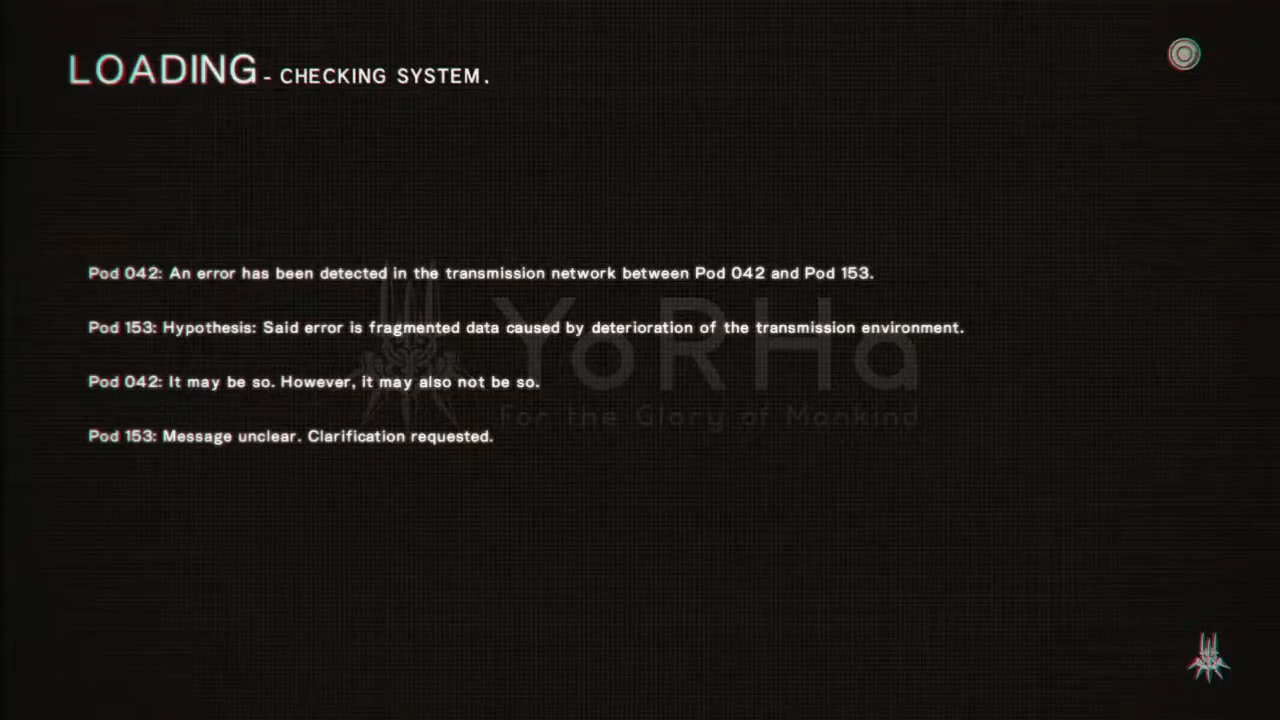 LOADING - CHECKING SYSTEM.
Pod 042: An error has been detected in the transmission network between Pod 042 and Pod 153.
Pod 153: Hypothesis: Said error is fragmented data caused by deterioration of the transmission environment.
YoRHa
Pod 042: It may be so. However, it may also not be so.
For the Glory of Mankind
Pod 153: Message unclear. Clarification requested.